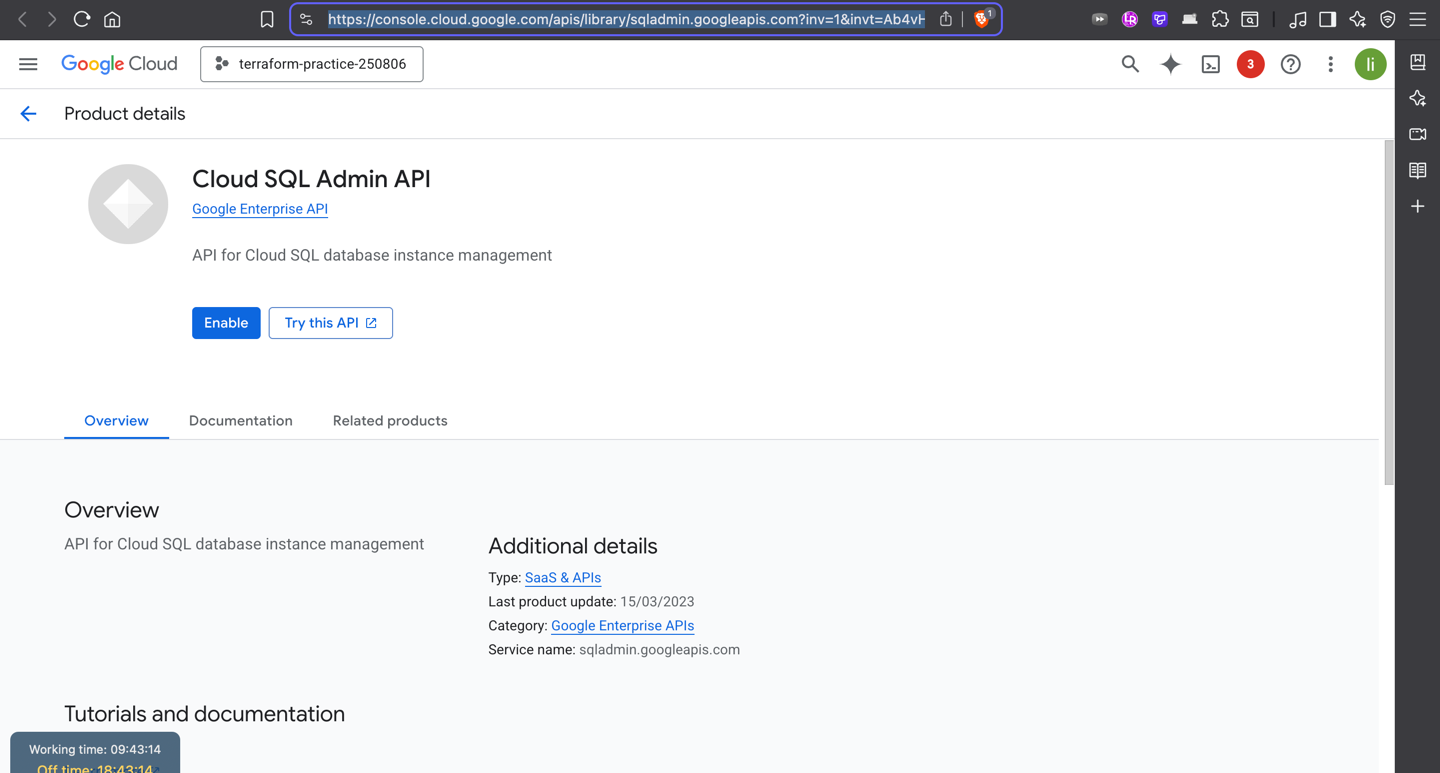 https://console.cloud.google.com/apis/library/sqladmin.googleapis.com?inv=1&invt=Ab4vH
1
Google Cloud
terraform-practice-250806
3
li
Product details
Cloud SQL Admin API
Google Enterprise API
API for Cloud SQL database instance management
Enable
Try this API
Overview
Documentation
Related products
Overview
API for Cloud SQL database instance management
Additional details
Type: SaaS & APIs
Last product update: 15/03/2023
Category: Google Enterprise APIs
Service name: sqladmin.googleapis.com
Tutorials and documentation
Working time: 09:43:14
Off time: 18:43:14